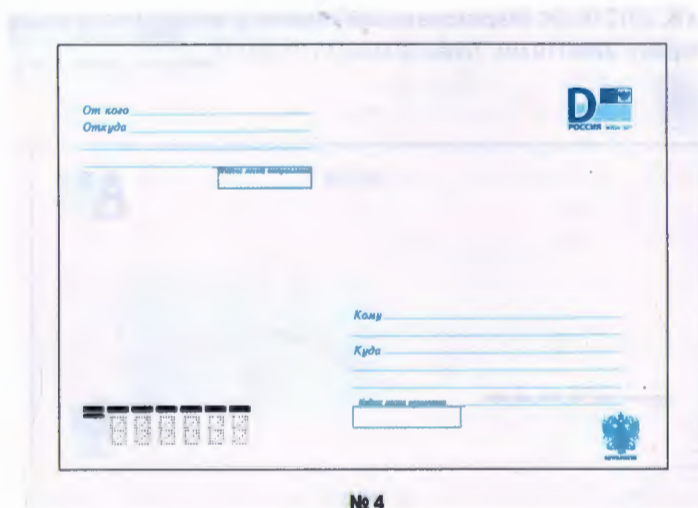 От кого
Откуда
D
РОССИЯ
Индекс места отправления
Кому
Куда
Индекс места назначения
№ 4